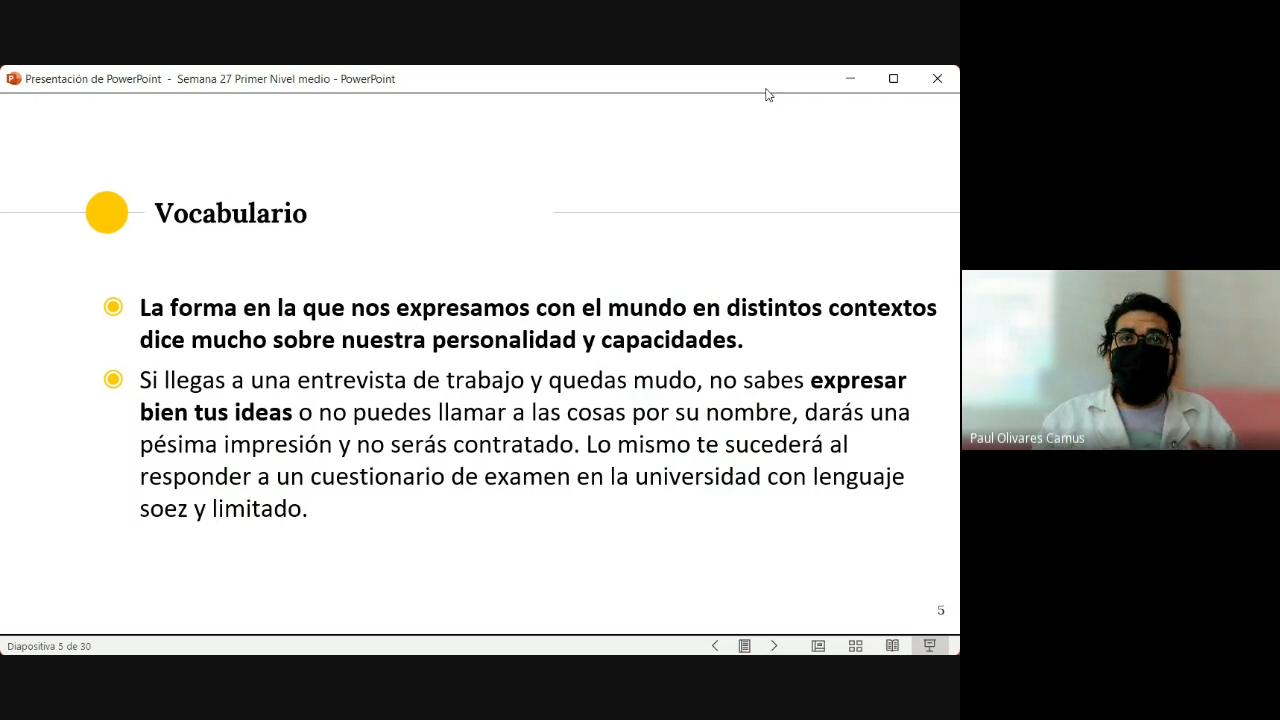 Presentación de PowerPoint - Semana 27 Primer Nivel medio - PowerPoint
Vocabulario
La forma en la que nos expresamos con el mundo en distintos contextos
dice mucho sobre nuestra personalidad y capacidades.
Si llegas a una entrevista de trabajo y quedas mudo, no sabes expresar
bien tus ideas o no puedes llamar a las cosas por su nombre, darás una
pésima impresión y no serás contratado. Lo mismo te sucederá al
responder a un cuestionario de examen en la universidad con lenguaje
soez y limitado.
5
Diapositiva 5 de 30
Paul Olivares Camus